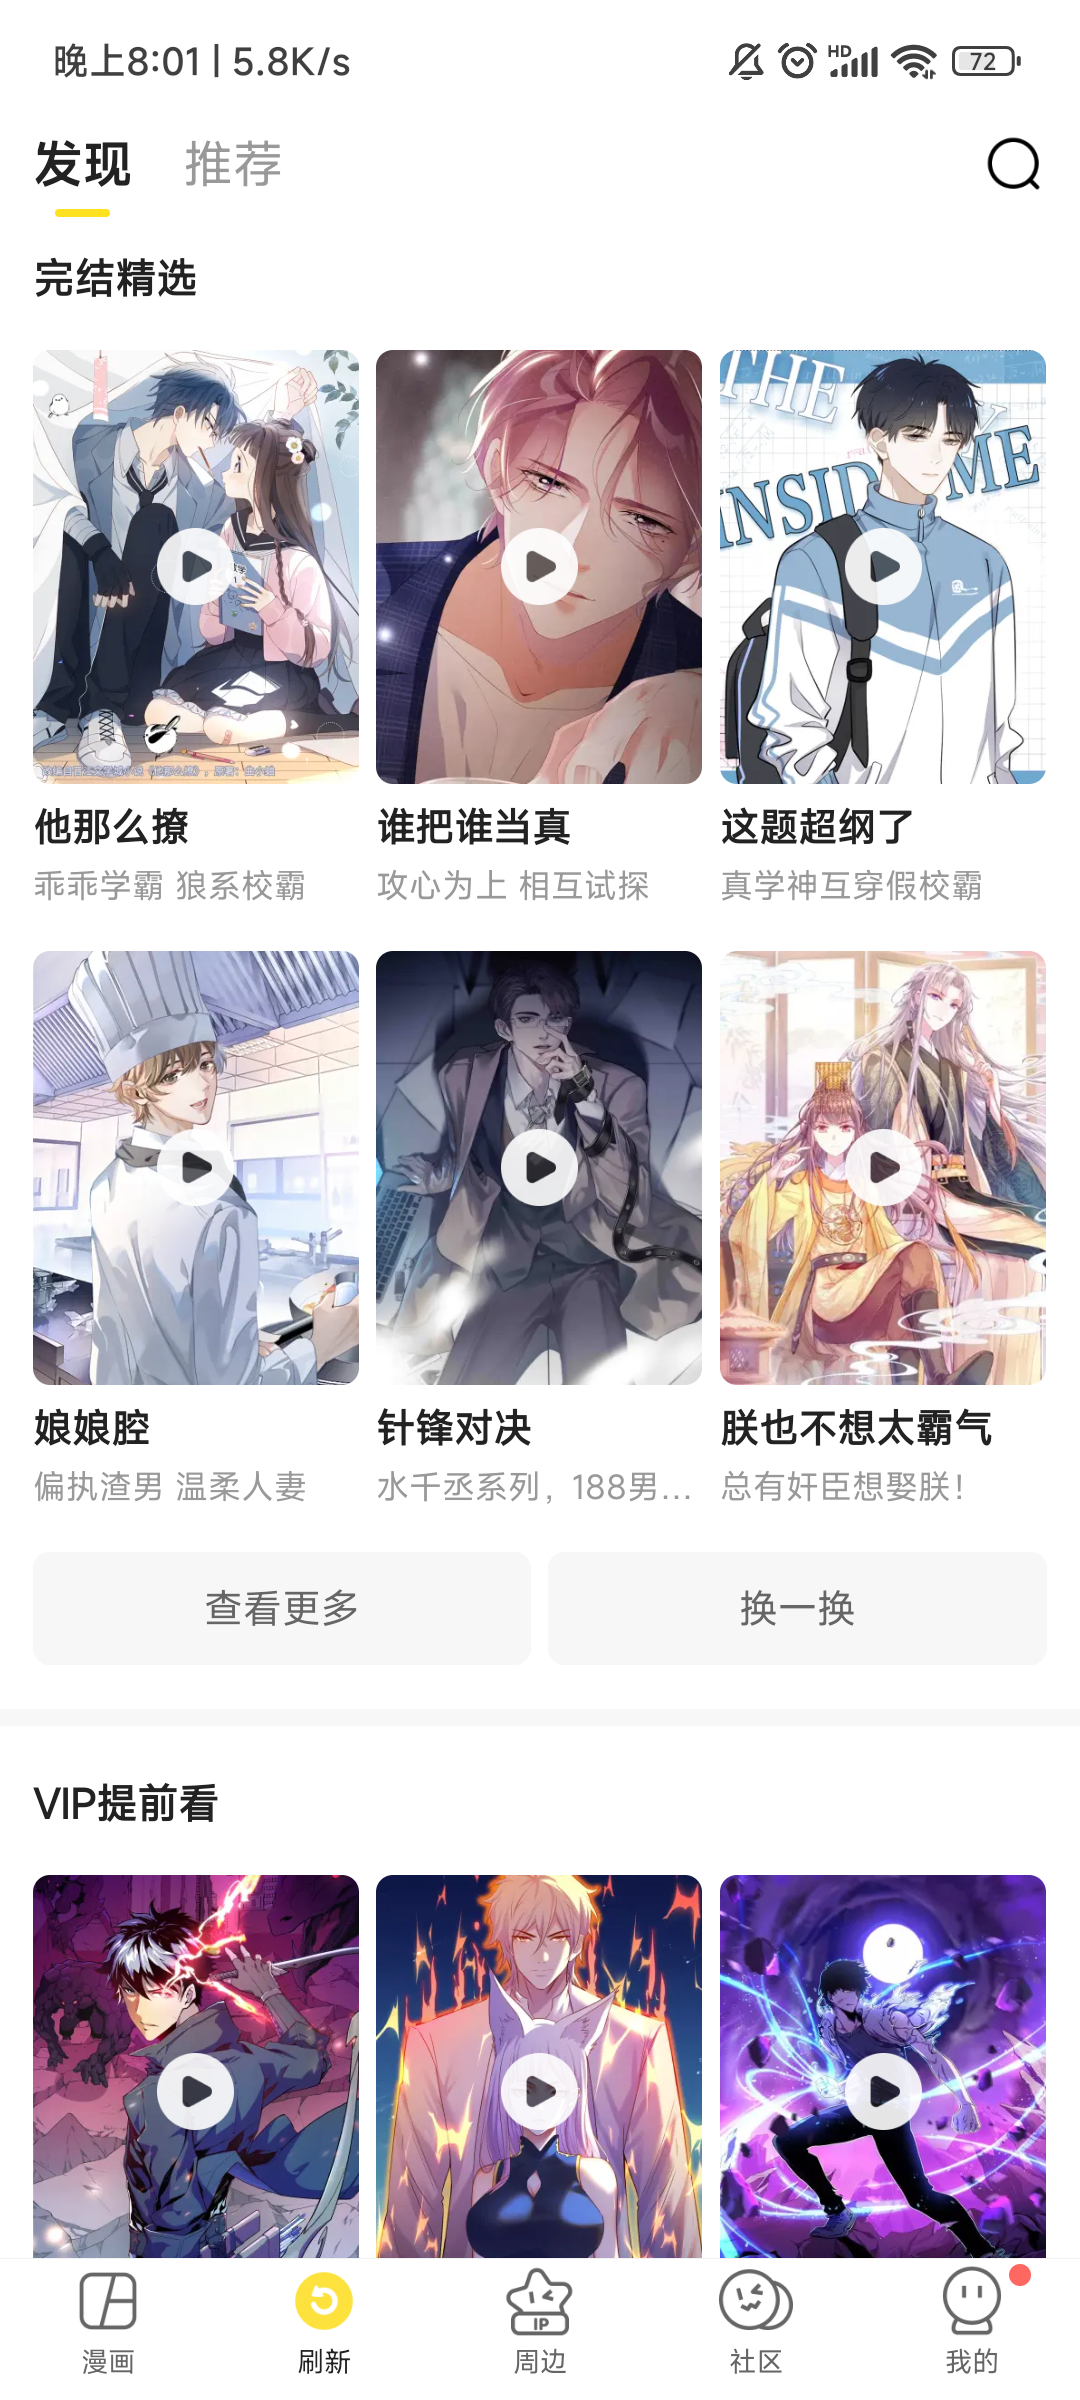 晚上8:01 | 5.8K/s
HD
72
发现
推荐
完结精选
THE
INSIDE ME
他那么撩
谁把谁当真
这题超纲了
乖乖学霸 狼系校霸
攻心为上 相互试探
真学神互穿假校霸
娘娘腔
针锋对决
朕也不想太霸气
偏执渣男 温柔人妻
水千丞系列，188男...
总有奸臣想娶朕！
查看更多
换一换
VIP提前看
IP
漫画
刷新
周边
社区
我的